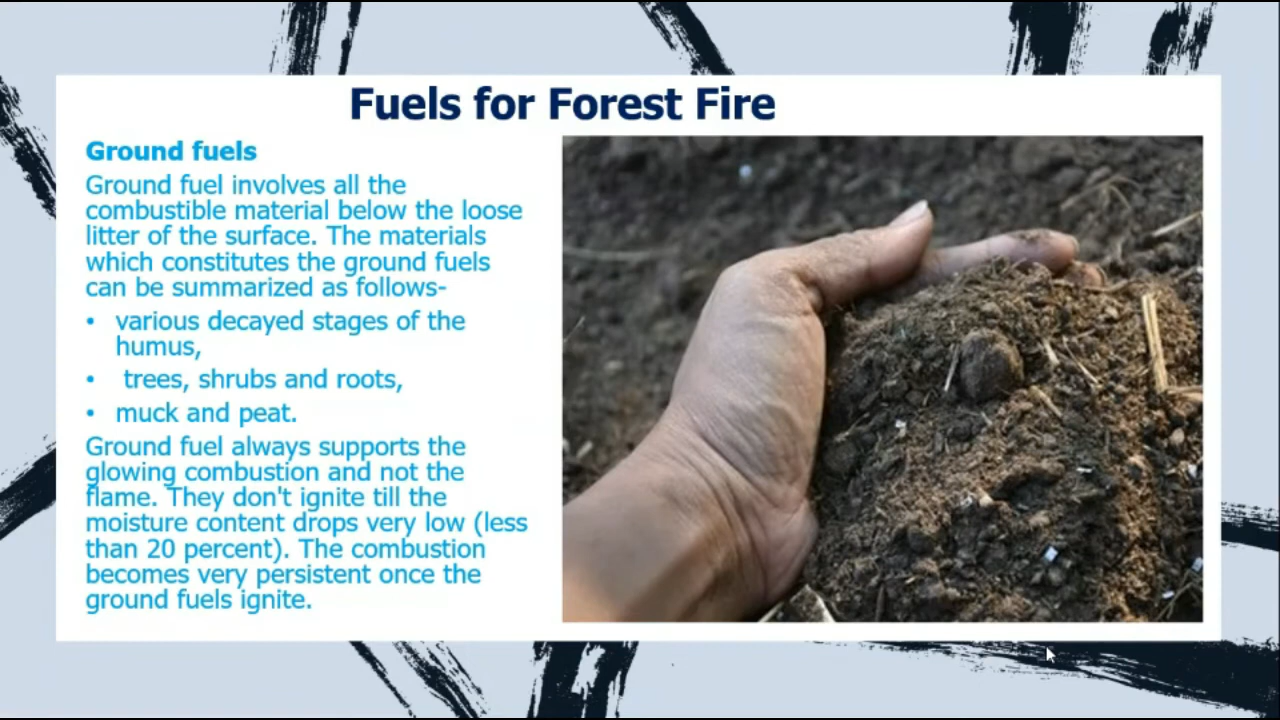 Fuels for Forest Fire
Ground fuels
Ground fuel involves all the
combustible material below the loose
litter of the surface. The materials
which constitutes the ground fuels
can be summarized as follows-
• various decayed stages of the
humus,
• trees, shrubs and roots,
• muck and peat.
Ground fuel always supports the
glowing combustion and not the
flame. They don't ignite till the
moisture content drops very low (less
than 20 percent). The combustion
becomes very persistent once the
ground fuels ignite.